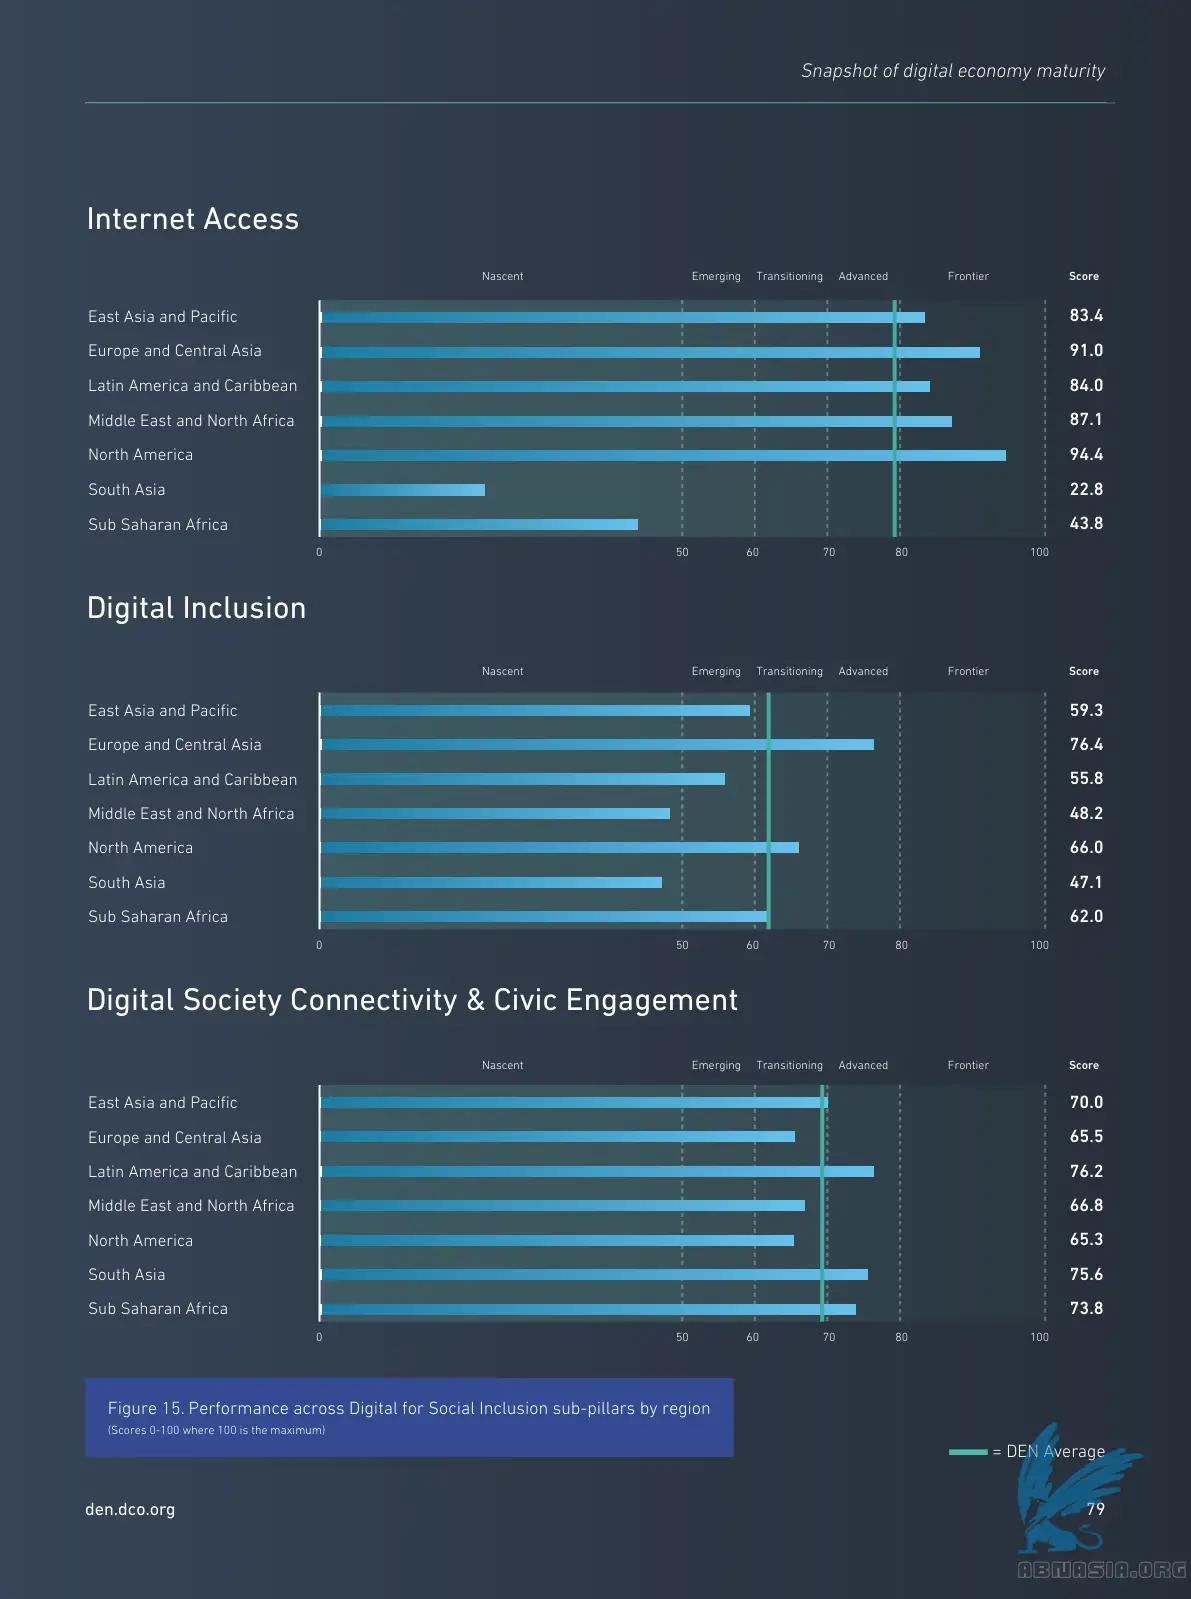 Snapshot of digital economy maturity
Internet Access
Nascent Emerging Transitioning Advanced Frontier Score
East Asia and Pacific 83.4
Europe and Central Asia 91.0
Latin America and Caribbean 84.0
Middle East and North Africa 87.1
North America 94.4
South Asia 22.8
Sub Saharan Africa 43.8
0 50 60 70 80 100
Digital Inclusion
Nascent Emerging Transitioning Advanced Frontier Score
East Asia and Pacific 59.3
Europe and Central Asia 76.4
Latin America and Caribbean 55.8
Middle East and North Africa 48.2
North America 66.0
South Asia 47.1
Sub Saharan Africa 62.0
0 50 60 70 80 100
Digital Society Connectivity & Civic Engagement
Nascent Emerging Transitioning Advanced Frontier Score
East Asia and Pacific 70.0
Europe and Central Asia 65.5
Latin America and Caribbean 76.2
Middle East and North Africa 66.8
North America 65.3
South Asia 75.6
Sub Saharan Africa 73.8
0 50 60 70 80 100
Figure 15. Performance across Digital for Social Inclusion sub-pillars by region
(Scores 0-100 where 100 is the maximum)
= DEN Average
den.dco.org 79
ABNASIA.ORG